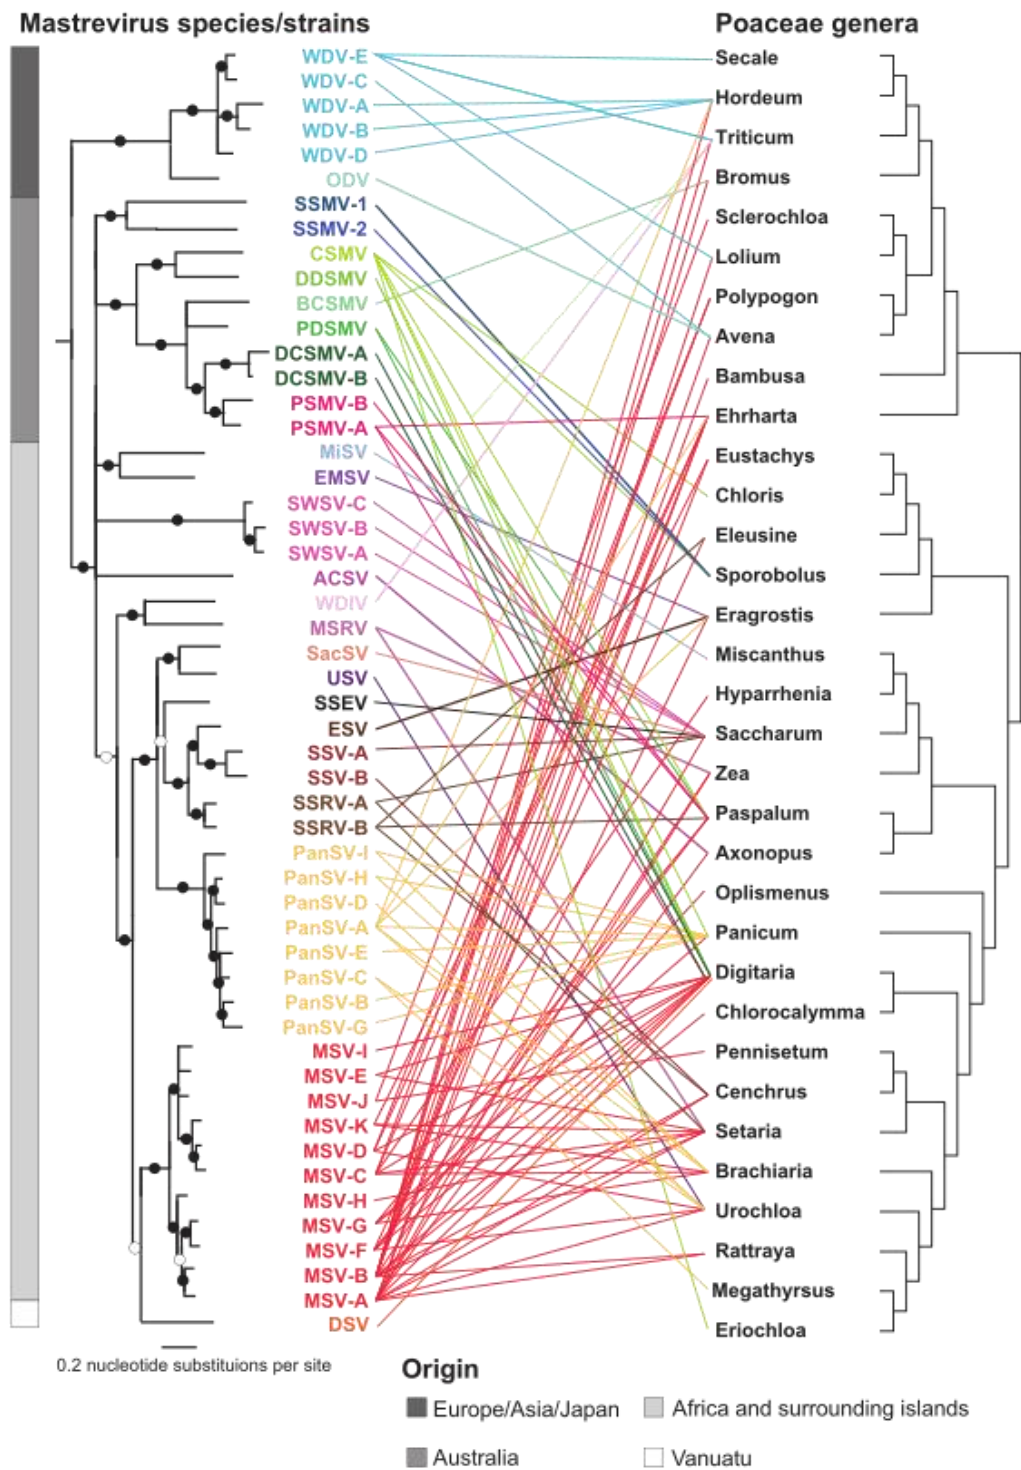 Mastrevirus species/strains
Poaceae genera
WDV-E
WDV-C
WDV-A
WDV-B
WDV-D
ODV
SSMV-1
SSMV-2
CSMV
DDSMV
BCSMV
PDSMV
DCSMV-A
DCSMV-B
PSMV-B
PSMV-A
MiSV
EMSV
SWSV-C
SWSV-B
SWSV-A
ACSV
WDIV
MSRV
SacSV
USV
SSEV
ESV
SSV-A
SSV-B
SSRV-A
SSRV-B
PanSV-I
PanSV-H
PanSV-D
PanSV-A
PanSV-E
PanSV-C
PanSV-B
PanSV-G
MSV-I
MSV-E
MSV-J
MSV-K
MSV-D
MSV-C
MSV-H
MSV-G
MSV-F
MSV-B
MSV-A
DSV
Secale
Hordeum
Triticum
Bromus
Sclerochloa
Lolium
Polypogon
Avena
Bambusa
Ehrharta
Eustachys
Chloris
Eleusine
Sporobolus
Eragrostis
Miscanthus
Hyparrhenia
Saccharum
Zea
Paspalum
Axonopus
Oplismenus
Panicum
Digitaria
Chlorocalymma
Pennisetum
Cenchrus
Setaria
Brachiaria
Urochloa
Rattraya
Megathyrsus
Eriochloa
0.2 nucleotide substituions per site
Origin
Europe/Asia/Japan
Africa and surrounding islands
Australia
Vanuatu